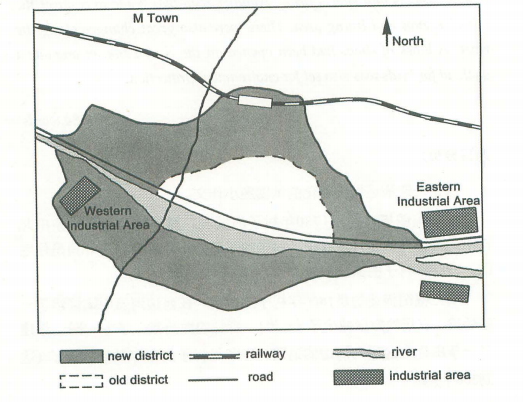 M Town
North
Eastern
Industrial Area
Western
Industrial Area
new district
railway
river
old district
road
industrial area